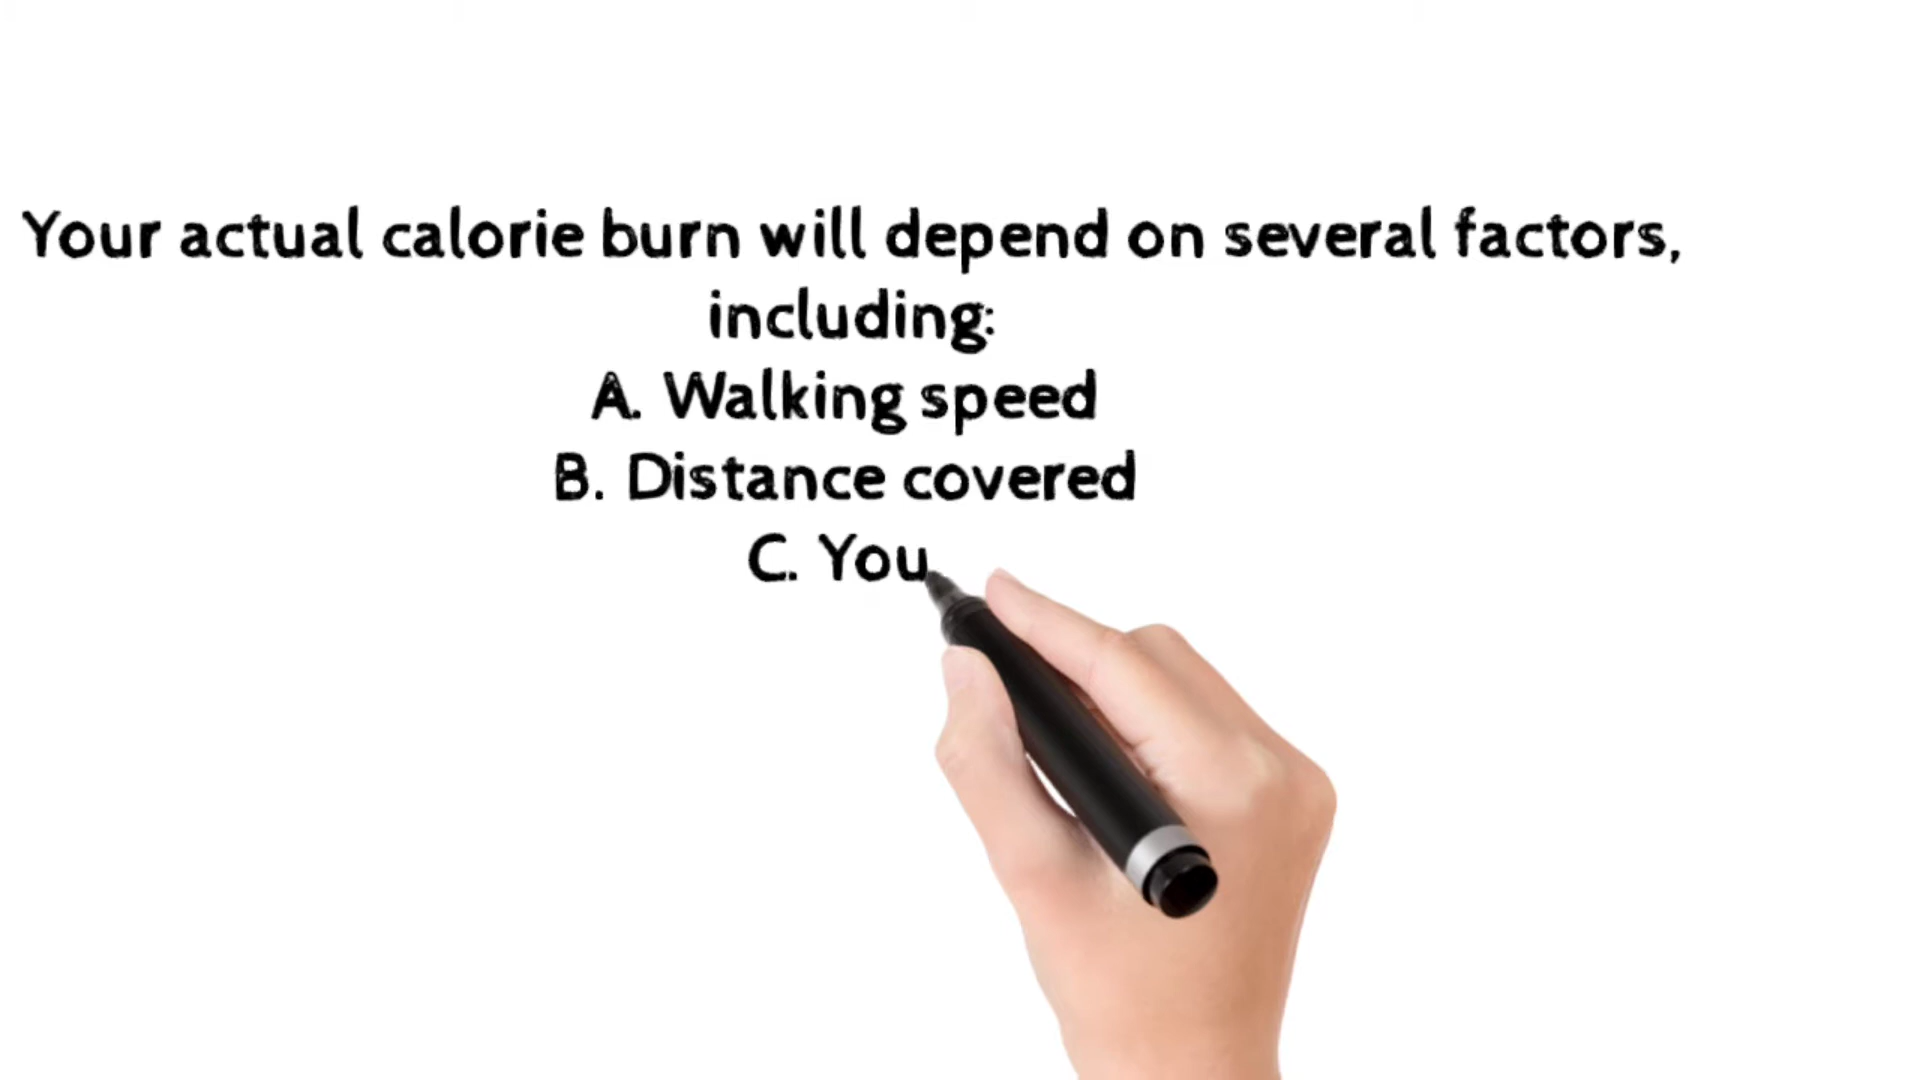 Your actual calorie burn will depend on several factors,
including:
A. Walking speed
B. Distance covered
C. You